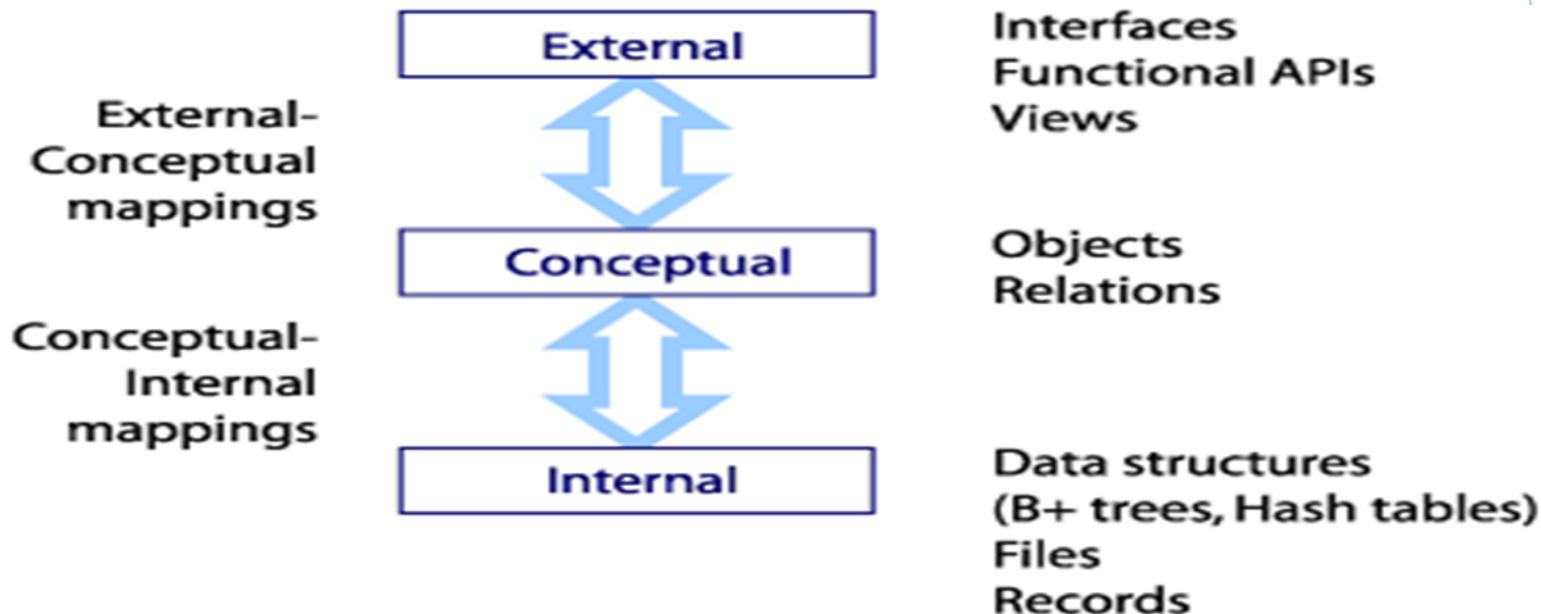 External
Interfaces
Functional APIs
Views
External-
Conceptual
mappings
Conceptual
Objects
Relations
Conceptual-
Internal
mappings
Internal
Data structures
(B+ trees, Hash tables)
Files
Records